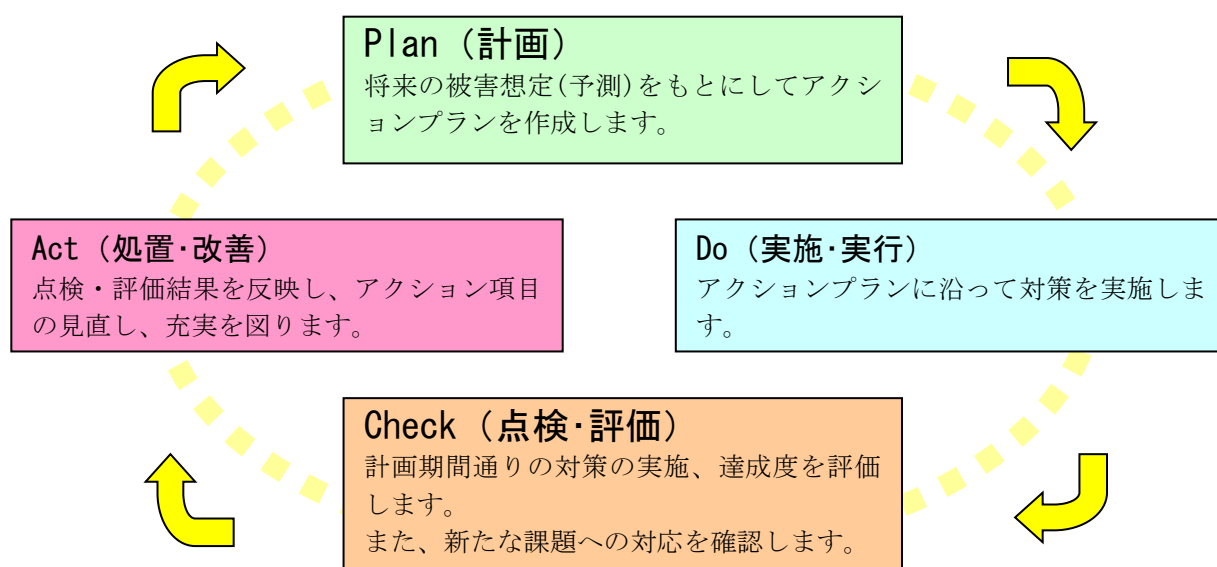 Plan（計画）
将来の被害想定(予測)をもとにしてアクシ
ョンプランを作成します。
Act（処置･改善）
点検・評価結果を反映し、アクション項目
の見直し、充実を図ります。
Do（実施･実行）
アクションプランに沿って対策を実施しま
す。
Check（点検･評価）
計画期間通りの対策の実施、達成度を評価
します。
また、新たな課題への対応を確認します。